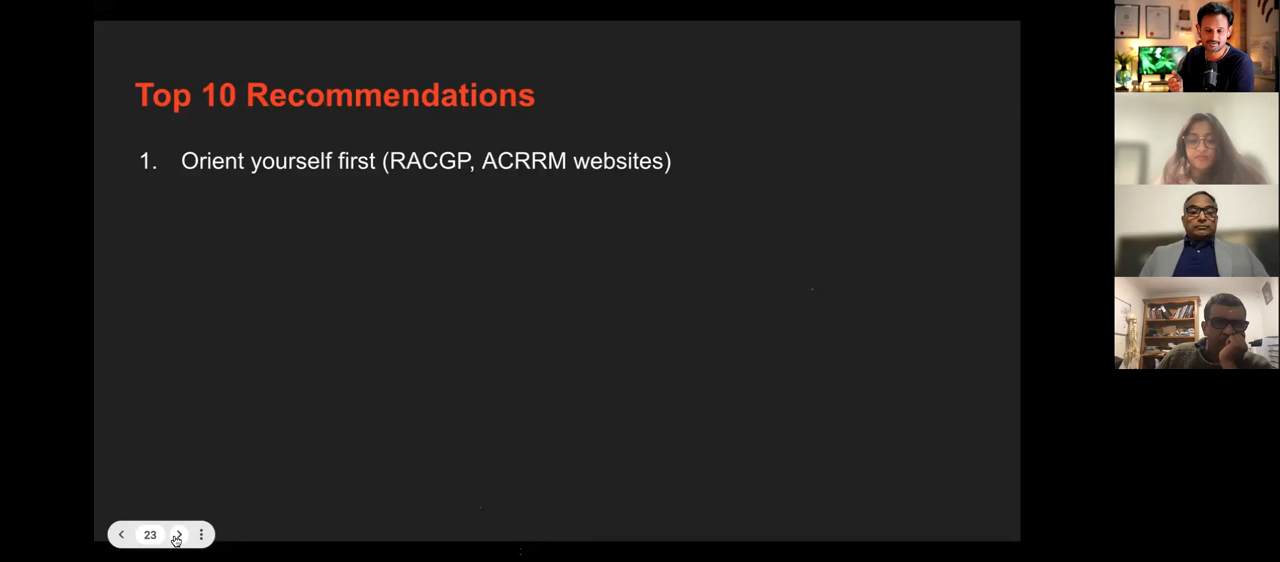 Top 10 Recommendations
1. Orient yourself first (RACGP, ACRRM websites)
23